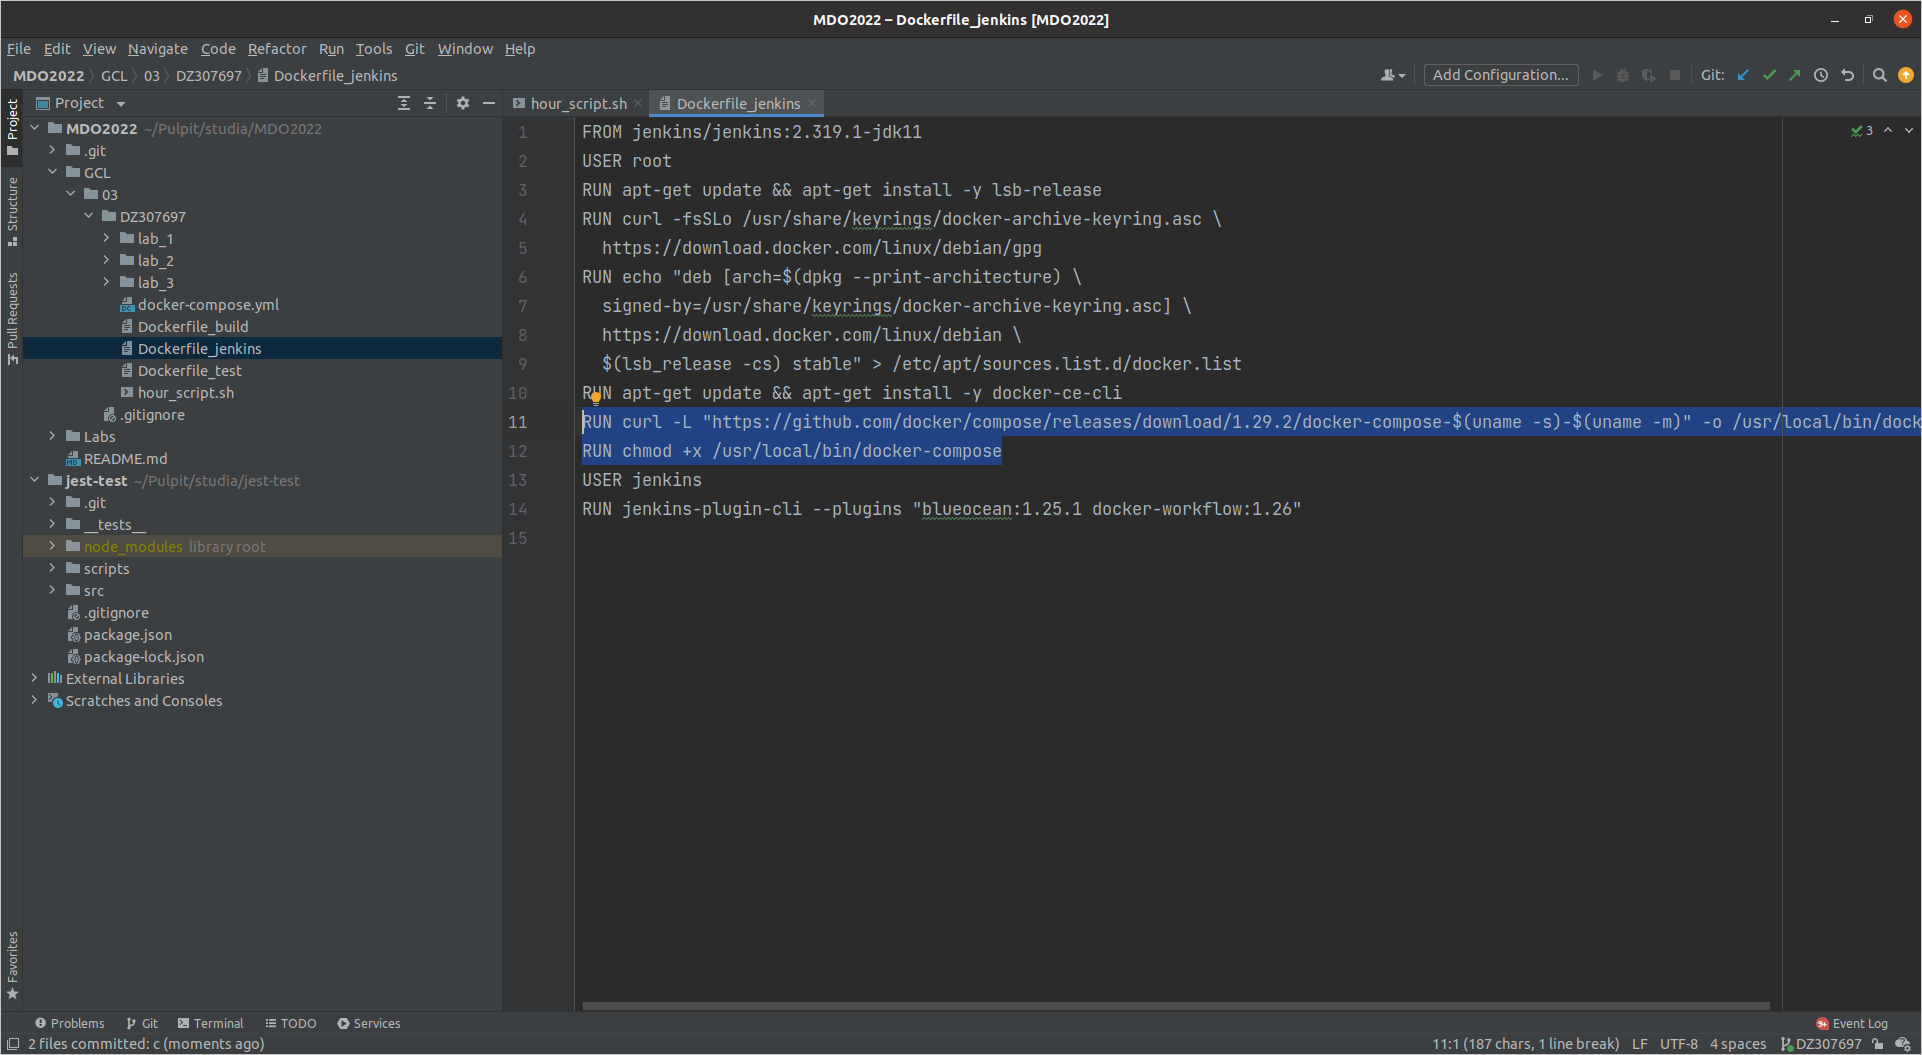 MDO2022 – Dockerfile_jenkins [MDO2022]
File Edit View Navigate Code Refactor Run Tools Git Window Help
MDO2022 GCL 03 DZ307697 Dockerfile_jenkins
Add Configuration... Git:
Project
hour_script.sh Dockerfile_jenkins
Project
Structure
Pull Requests
Favorites
MDO2022 ~/Pulpit/studia/MDO2022
.git
GCL
03
DZ307697
lab_1
lab_2
lab_3
docker-compose.yml
Dockerfile_build
Dockerfile_jenkins
Dockerfile_test
hour_script.sh
.gitignore
Labs
README.md
jest-test ~/Pulpit/studia/jest-test
.git
__tests__
node_modules library root
scripts
src
.gitignore
package.json
package-lock.json
External Libraries
Scratches and Consoles
3
1 FROM jenkins/jenkins:2.319.1-jdk11
2 USER root
3 RUN apt-get update && apt-get install -y lsb-release
4 RUN curl -fsSLo /usr/share/keyrings/docker-archive-keyring.asc \
5 https://download.docker.com/linux/debian/gpg
6 RUN echo "deb [arch=$(dpkg --print-architecture) \
7 signed-by=/usr/share/keyrings/docker-archive-keyring.asc] \
8 https://download.docker.com/linux/debian \
9 $(lsb_release -cs) stable" > /etc/apt/sources.list.d/docker.list
10 RUN apt-get update && apt-get install -y docker-ce-cli
11 RUN curl -L "https://github.com/docker/compose/releases/download/1.29.2/docker-compose-$(uname -s)-$(uname -m)" -o /usr/local/bin/dock
12 RUN chmod +x /usr/local/bin/docker-compose
13 USER jenkins
14 RUN jenkins-plugin-cli --plugins "blueocean:1.25.1 docker-workflow:1.26"
15
Problems Git Terminal TODO Services
9+ Event Log
2 files committed: c (moments ago)
11:1 (187 chars, 1 line break) LF UTF-8 4 spaces DZ307697